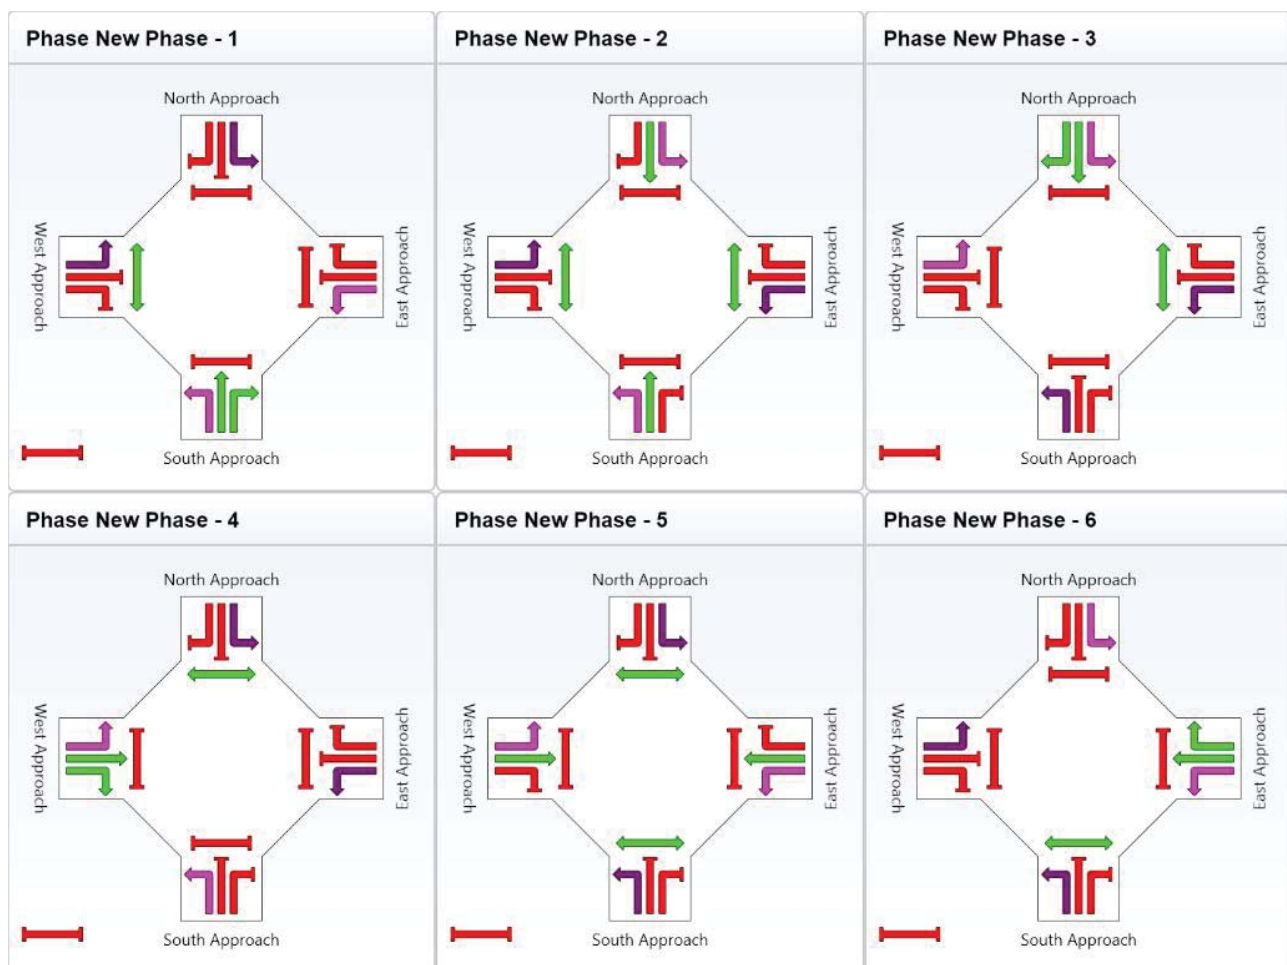 Phase New Phase - 1
North Approach
West Approach
East Approach
South Approach
Phase New Phase - 2
North Approach
West Approach
East Approach
South Approach
Phase New Phase - 3
North Approach
West Approach
East Approach
South Approach
Phase New Phase - 4
North Approach
West Approach
East Approach
South Approach
Phase New Phase - 5
North Approach
West Approach
East Approach
South Approach
Phase New Phase - 6
North Approach
West Approach
East Approach
South Approach